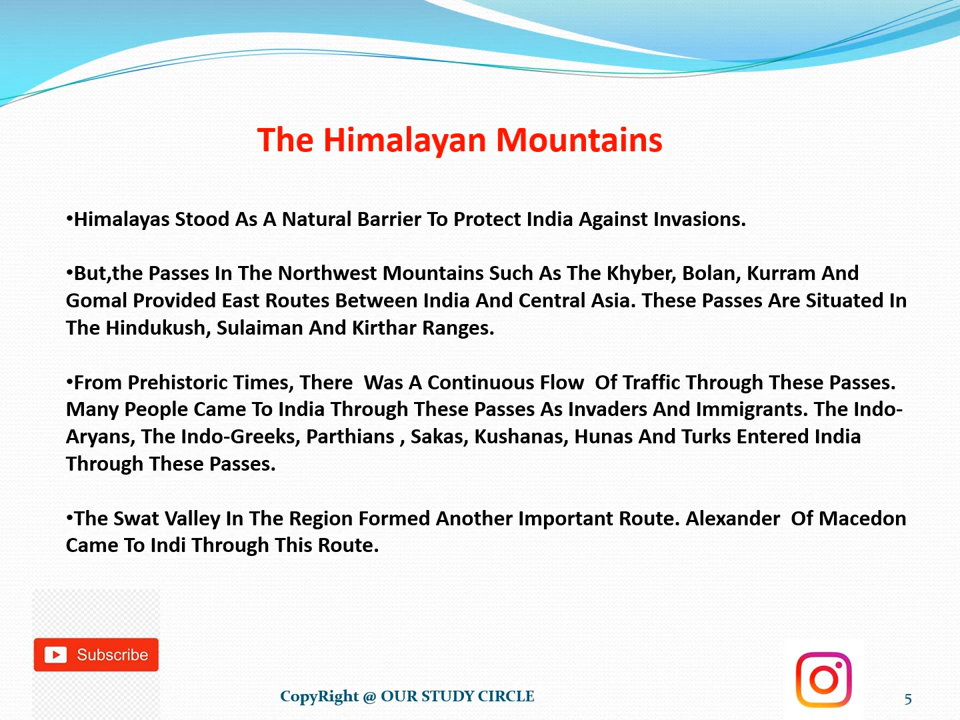 The Himalayan Mountains
•Himalayas Stood As A Natural Barrier To Protect India Against Invasions.
•But,the Passes In The Northwest Mountains Such As The Khyber, Bolan, Kurram And
Gomal Provided East Routes Between India And Central Asia. These Passes Are Situated In
The Hindukush, Sulaiman And Kirthar Ranges.
•From Prehistoric Times, There  Was A Continuous Flow  Of Traffic Through These Passes.
Many People Came To India Through These Passes As Invaders And Immigrants. The Indo-
Aryans, The Indo-Greeks, Parthians , Sakas, Kushanas, Hunas And Turks Entered India
Through These Passes.
•The Swat Valley In The Region Formed Another Important Route. Alexander  Of Macedon
Came To Indi Through This Route.
Subscribe
CopyRight @ OUR STUDY CIRCLE
5